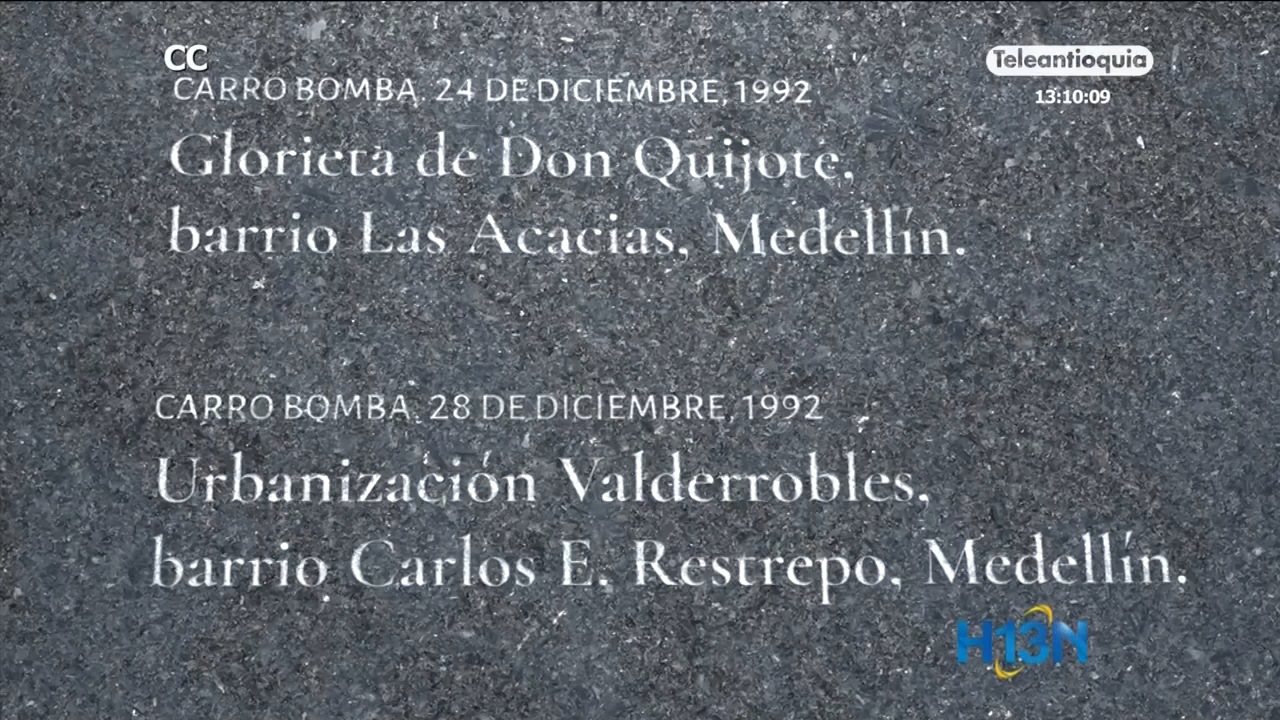 CC
Teleantioquia
13:10:09
CARRO BOMBA. 24 DE DICIEMBRE, 1992
Glorieta de Don Quijote,
barrio Las Acacias, Medellín.
CARRO BOMBA. 28 DE DICIEMBRE, 1992
Urbanización Valderrobles,
barrio Carlos E. Restrepo, Medellín.
H13N